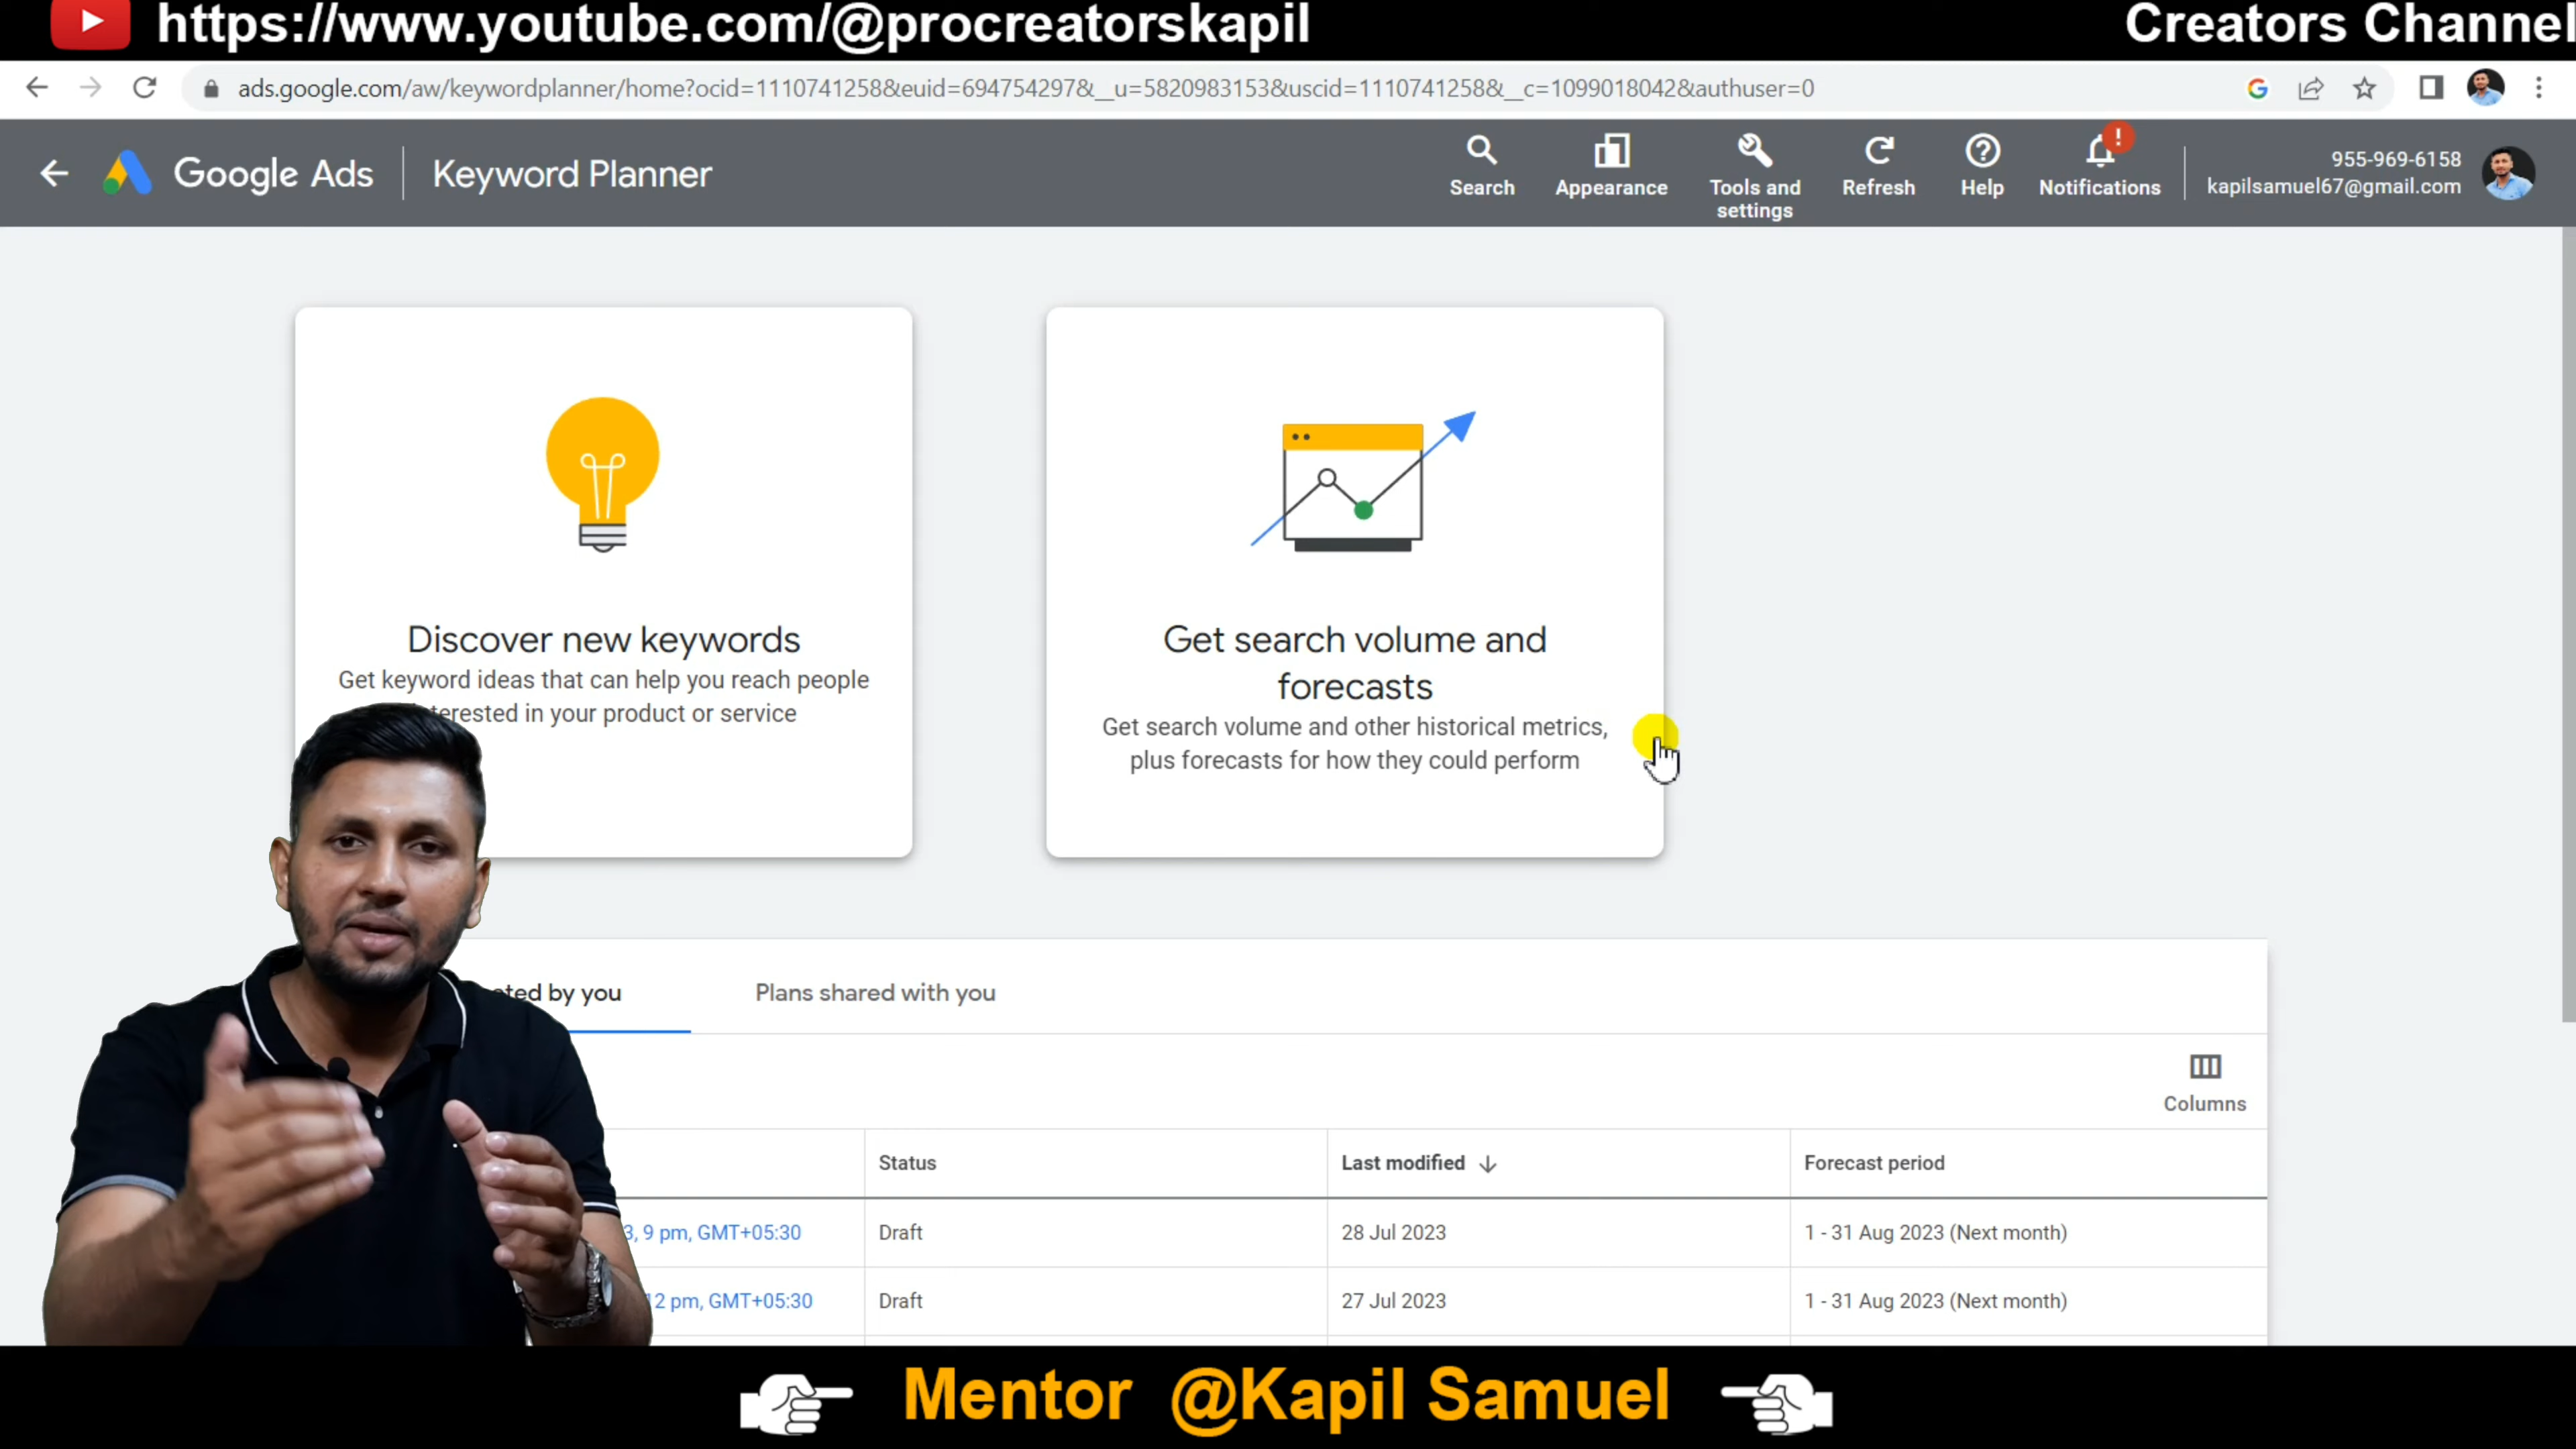 https://www.youtube.com/@procreatorskapil
Creators Channel
ads.google.com/aw/keywordplanner/home?ocid=1110741258&euid=694754297&__u=5820983153&uscid=1110741258&__c=1099018042&authuser=0
Google Ads
Keyword Planner
Search
Appearance
Tools and
settings
Refresh
Help
Notifications
955-969-6158
kapilsamuel67@gmail.com
Discover new keywords
Get keyword ideas that can help you reach people
in your product or service
Get search volume and
forecasts
Get search volume and other historical metrics,
plus forecasts for how they could perform
by you
Plans shared with you
Columns
Status
Last modified
Forecast period
3, 9 pm, GMT+05:30
Draft
28 Jul 2023
1 - 31 Aug 2023 (Next month)
12 pm, GMT+05:30
Draft
27 Jul 2023
1 - 31 Aug 2023 (Next month)
Mentor @Kapil Samuel